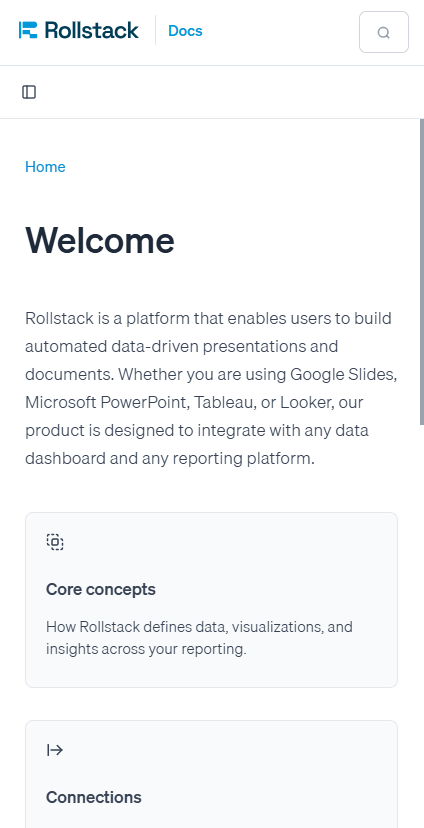 Rollstack Docs
Home
Welcome
Rollstack is a platform that enables users to build
automated data-driven presentations and
documents. Whether you are using Google Slides,
Microsoft PowerPoint, Tableau, or Looker, our
product is designed to integrate with any data
dashboard and any reporting platform.
Core concepts
How Rollstack defines data, visualizations, and
insights across your reporting.
Connections